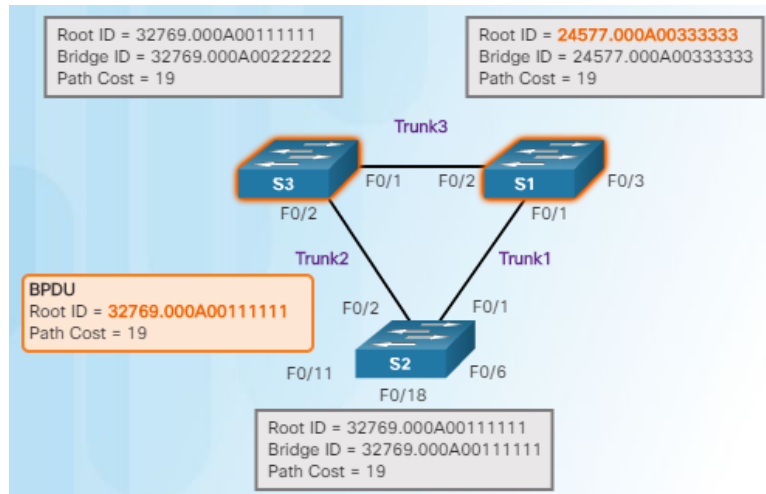 Root ID = 32769.000A00111111
Bridge ID = 32769.000A00222222
Path Cost = 19
Root ID = 24577.000A00333333
Bridge ID = 24577.000A00333333
Path Cost = 19
Trunk3
S3
F0/1
F0/2
S1
F0/3
F0/2
F0/1
Trunk2
Trunk1
BPDU
Root ID = 32769.000A00111111
Path Cost = 19
F0/2
F0/1
S2
F0/11
F0/6
F0/18
Root ID = 32769.000A00111111
Bridge ID = 32769.000A00111111
Path Cost = 19